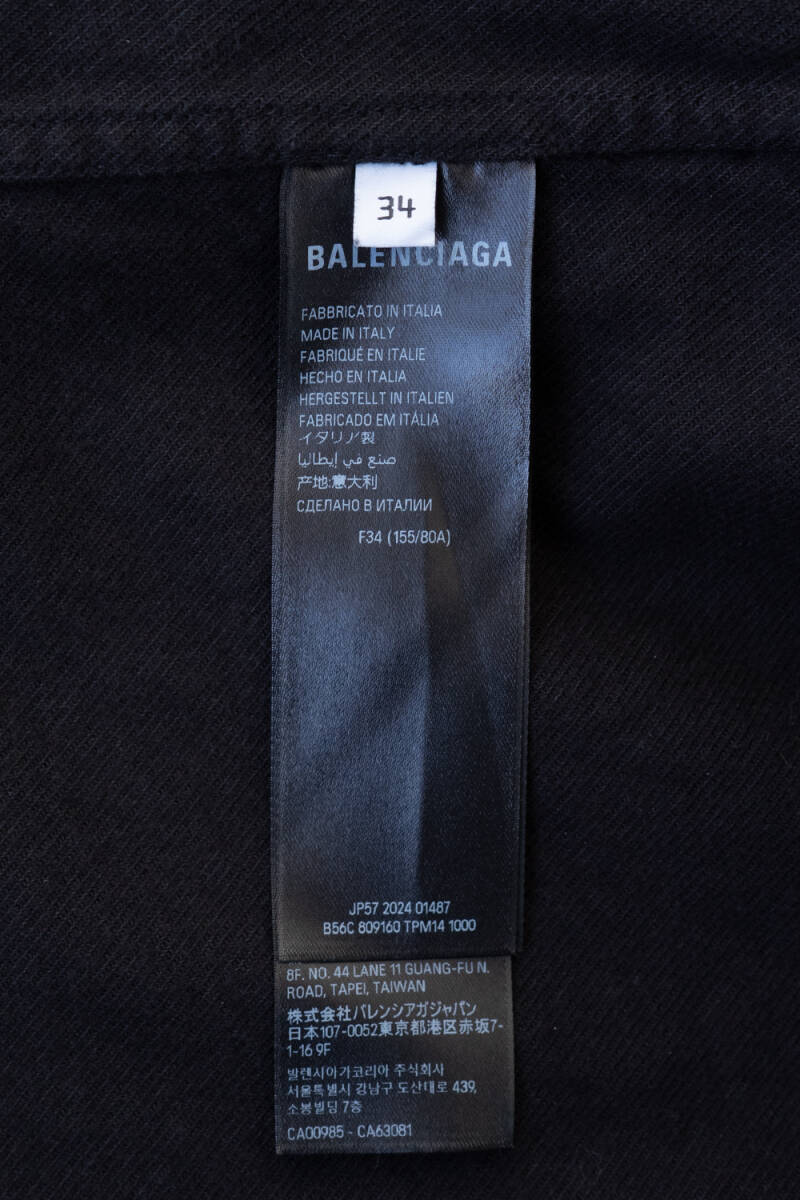 34
BALENCIAGA
FABBRICATO IN ITALIA
MADE IN ITALY
FABRIQUÉ EN ITALIE
HECHO EN ITALIA
HERGESTELLT IN ITALIEN
FABRICADO EM ITÁLIA
イタリア製
صنع في إيطاليا
产地:意大利
СДЕЛАНО В ИТАЛИИ
F34 (155/80A)
JP57 2024 01487
B56C 809160 TPM14 1000
8F. NO. 44 LANE 11 GUANG-FU N.
ROAD, TAPEI, TAIWAN
株式会社バレンシアガジャパン
日本107-0052東京都港区赤坂7-
1-16 9F
발렌시아가코리아 주식회사
서울특별시 강남구 도산대로 439,
소봉빌딩 7층
CA00985 - CA63081